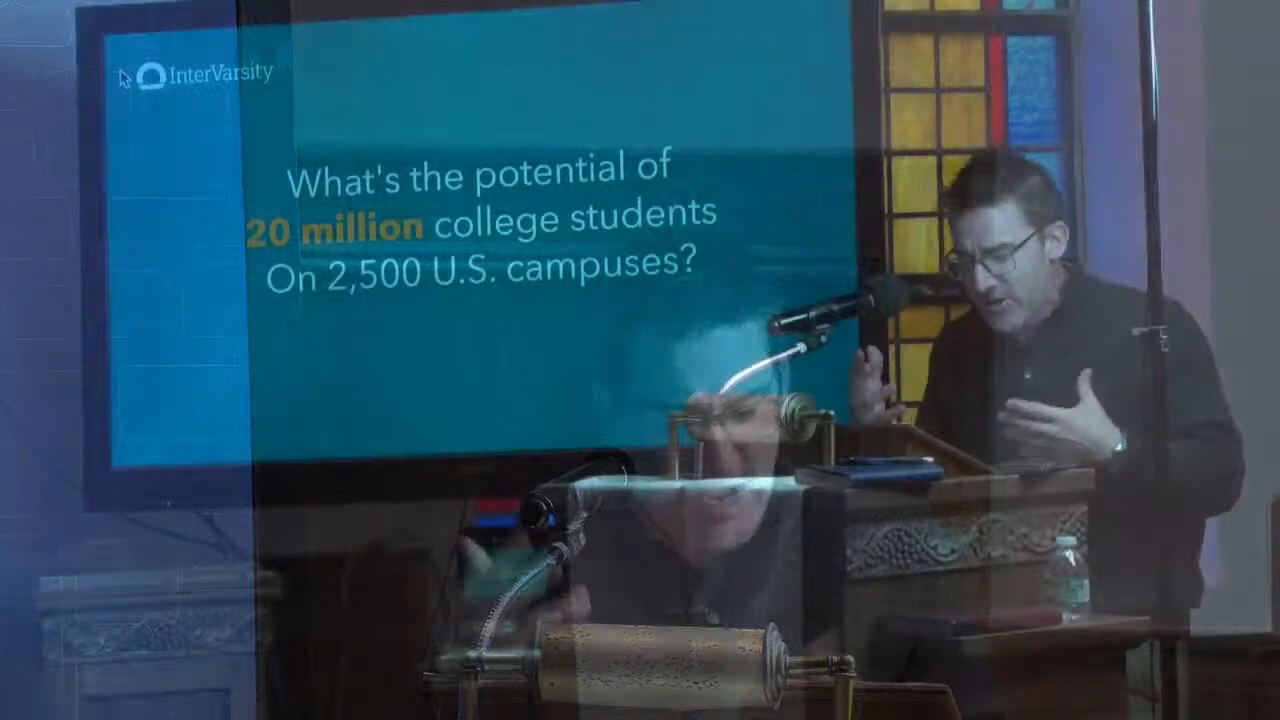 InterVarsity
What's the potential of
20 million college students
On 2,500 U.S. campuses?